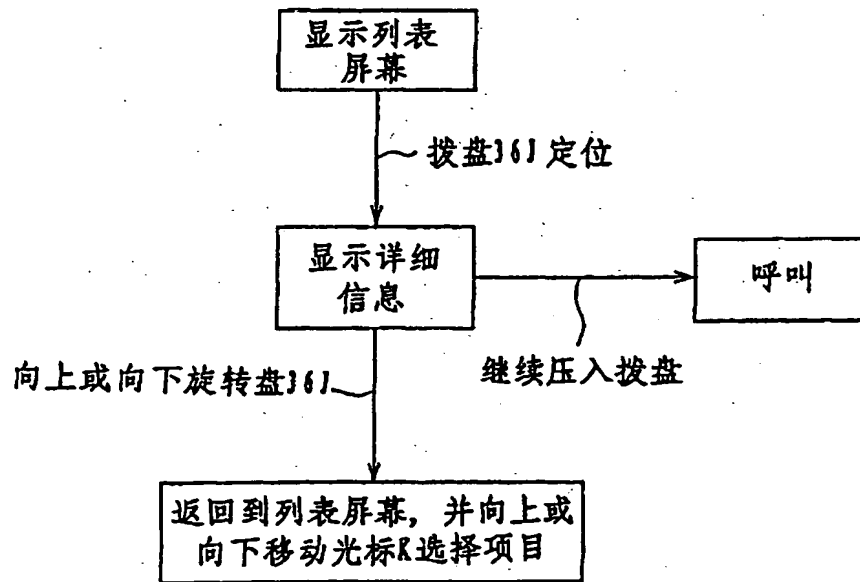 显示列表
屏幕
拨盘361定位
显示详细
信息
呼叫
继续压入拨盘
向上或向下旋转盘361
返回到列表屏幕，并向上或
向下移动光标K选择项目